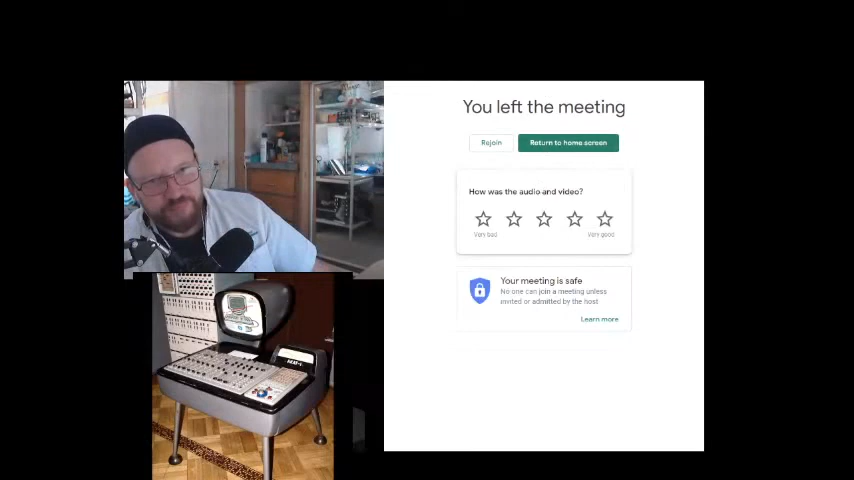 You left the meeting
Rejoin
Return to home screen
How was the audio and video?
Very bad
Very good
Your meeting is safe
No one can join a meeting unless
invited or admitted by the host
Learn more